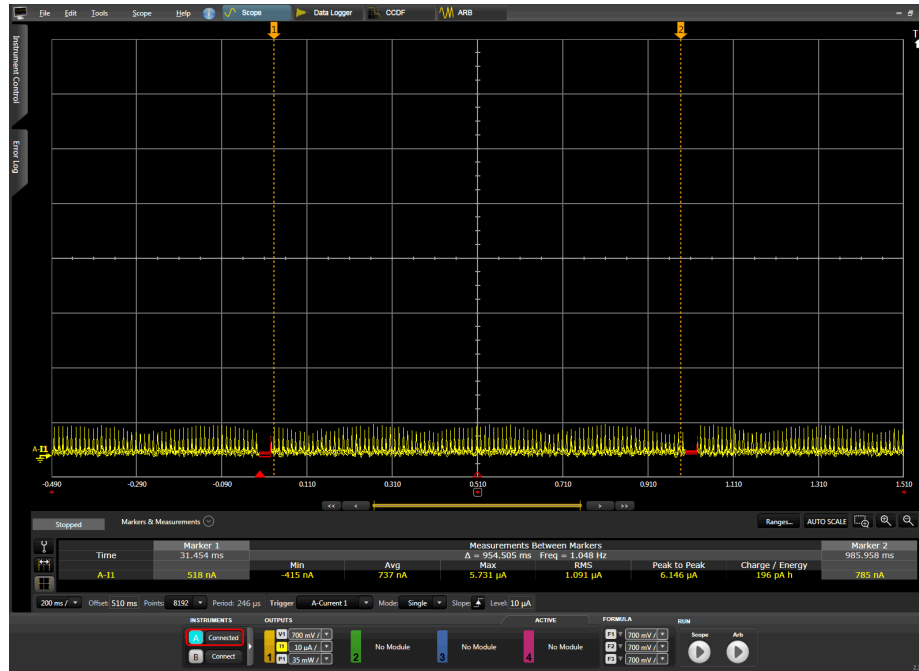 File Edit Tools Scope Help Scope Data Logger CCDF ARB
1 2
T
Instrument Control
Error Log
A-I1
-0.490 -0.290 -0.090 0.110 0.310 0.510 0.710 0.910 1.110 1.310 1.510
<< < > >>
Stopped Markers & Measurements Ranges... AUTO SCALE
Marker 1 Measurements Between Markers Marker 2
Time 31.454 ms Δ = 954.505 ms Freq = 1.048 Hz 985.958 ms
Min Avg Max RMS Peak to Peak Charge / Energy
A-I1 518 nA -415 nA 737 nA 5.731 µA 1.091 µA 6.146 µA 196 pA h 785 nA
200 ms / Offset: 510 ms Points: 8192 Period: 246 µs Trigger A-Current 1 Mode: Single Slope: Level: 10 µA
INSTRUMENTS OUTPUTS ACTIVE FORMULA RUN
A Connected V1 700 mV / F1 700 mV / Scope Arb
I1 10 µA / No Module No Module No Module F2 700 mV /
B Connect 1 P1 35 mW / 2 3 4 F3 700 mV /